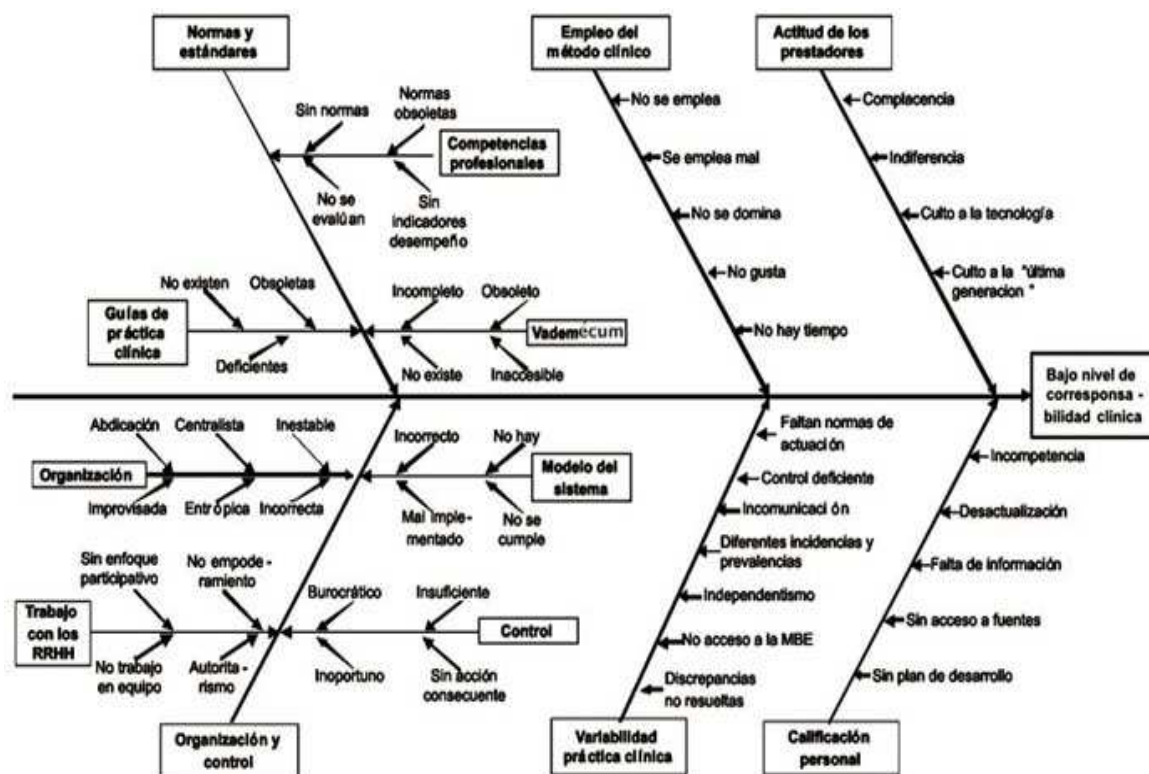 Normas y
estándares
Empleo del
método clínico
Actitud de los
prestadores
Sin normas
Normas
obsoletas
Competencias
profesionales
No se
evalúan
Sin
indicadores
desempeño
No se emplea
Se emplea mal
No se domina
No gusta
No hay tiempo
Complacencia
Indiferencia
Culto a la tecnología
Culto a la "última
generacion "
No existen
Obsoletas
Guías de
práctica
clínica
Deficientes
Incompleto
Obsoleto
Vademécum
No existe
Inaccesible
Bajo nivel de
corresponsa -
bilidad clínica
Abdicación
Centralista
Inestable
Organización
Improvisada
Entrópica
Incorrecta
Incorrecto
No hay
Modelo del
sistema
Mal imple-
mentado
No se
cumple
Sin enfoque
participativo
No empode-
ramiento
Trabajo
con los
RRHH
No trabajo
en equipo
Autorita -
rismo
Burocrático
Insuficiente
Control
Inoportuno
Sin acción
consecuente
Faltan normas de
actuación
Control deficiente
Incomunicaci ón
Diferentes incidencias y
prevalencias
Independentismo
No acceso a la MBE
Discrepancias
no resueltas
Incompetencia
Desactualización
Falta de información
Sin acceso a fuentes
Sin plan de desarrollo
Organización y
control
Variabilidad
práctica clínica
Calificación
personal